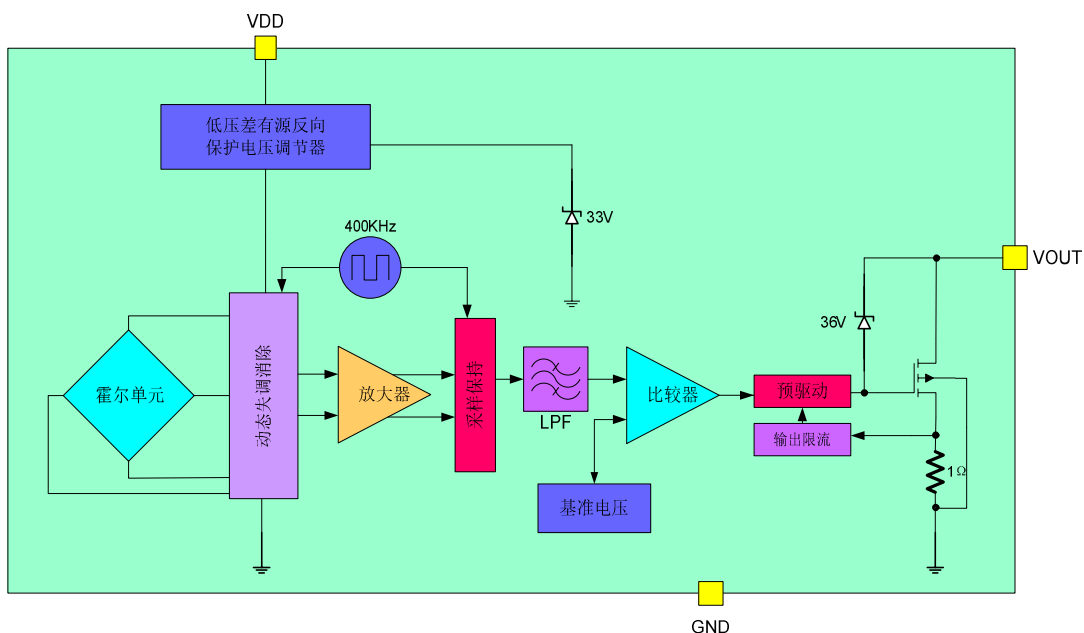 VDD
低压差有源反向
保护电压调节器
33V
400KHz
VOUT
36V
霍尔单元
动态失调消除
放大器
采样保持
LPF
比较器
预驱动
输出限流
1Ω
基准电压
GND